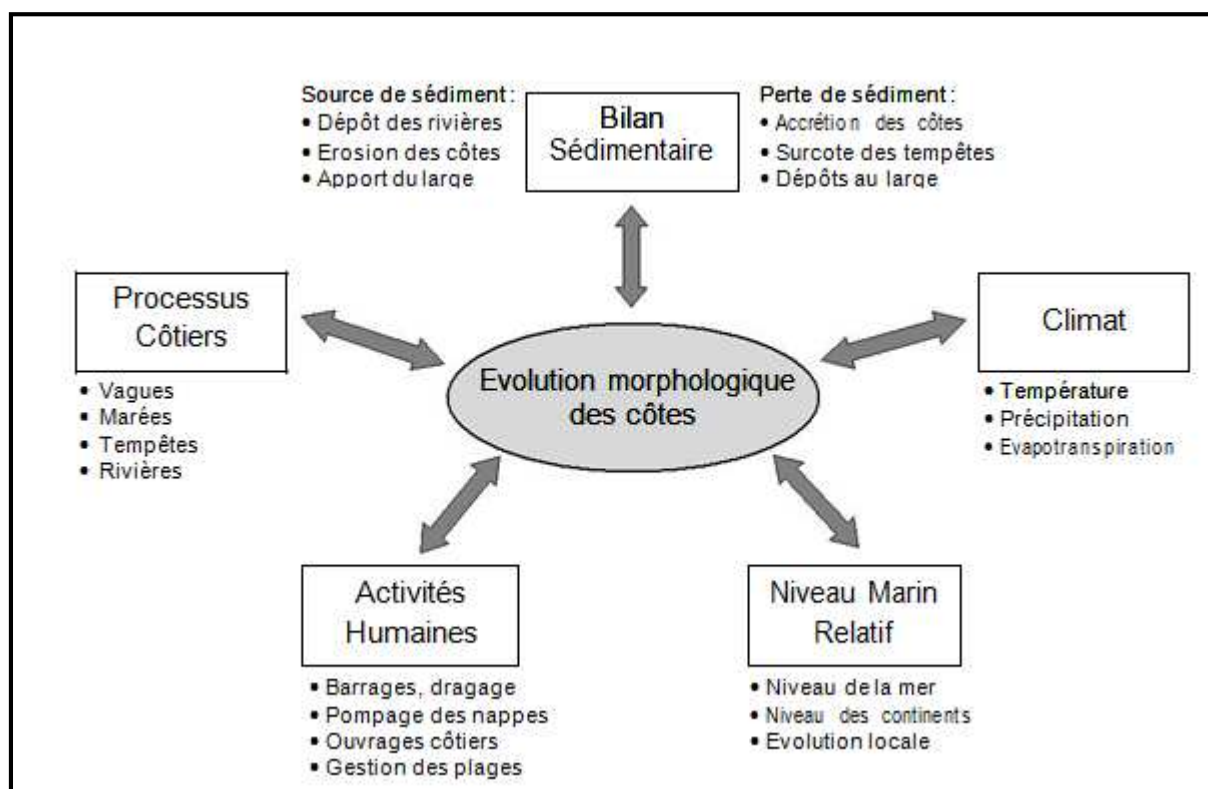 Source de sédiment :
• Dépôt des rivières
• Erosion des côtes
• Apport du large
Bilan
Sédimentaire
Perte de sédiment :
• Accrétion des côtes
• Surcote des tempêtes
• Dépôts au large
Processus
Côtiers
• Vagues
• Marées
• Tempêtes
• Rivières
Evolution morphologique
des côtes
Climat
• Température
• Précipitation
• Evapotranspiration
Activités
Humaines
• Barrages, dragage
• Pompage des nappes
• Ouvrages côtiers
• Gestion des plages
Niveau Marin
Relatif
• Niveau de la mer
• Niveau des continents
• Evolution locale